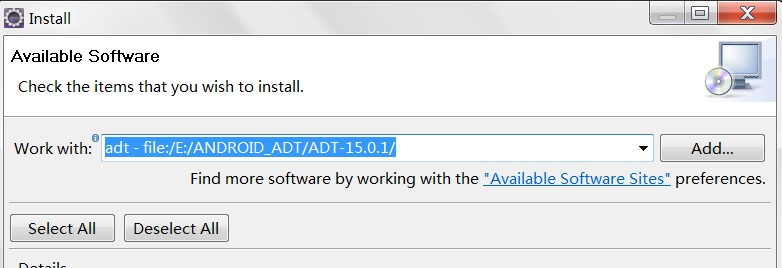 Install
Available Software
Check the items that you wish to install.
Work with: adt - file:/E:/ANDROID_ADT/ADT-15.0.1/ Add...
Find more software by working with the "Available Software Sites" preferences.
Select All Deselect All
Details